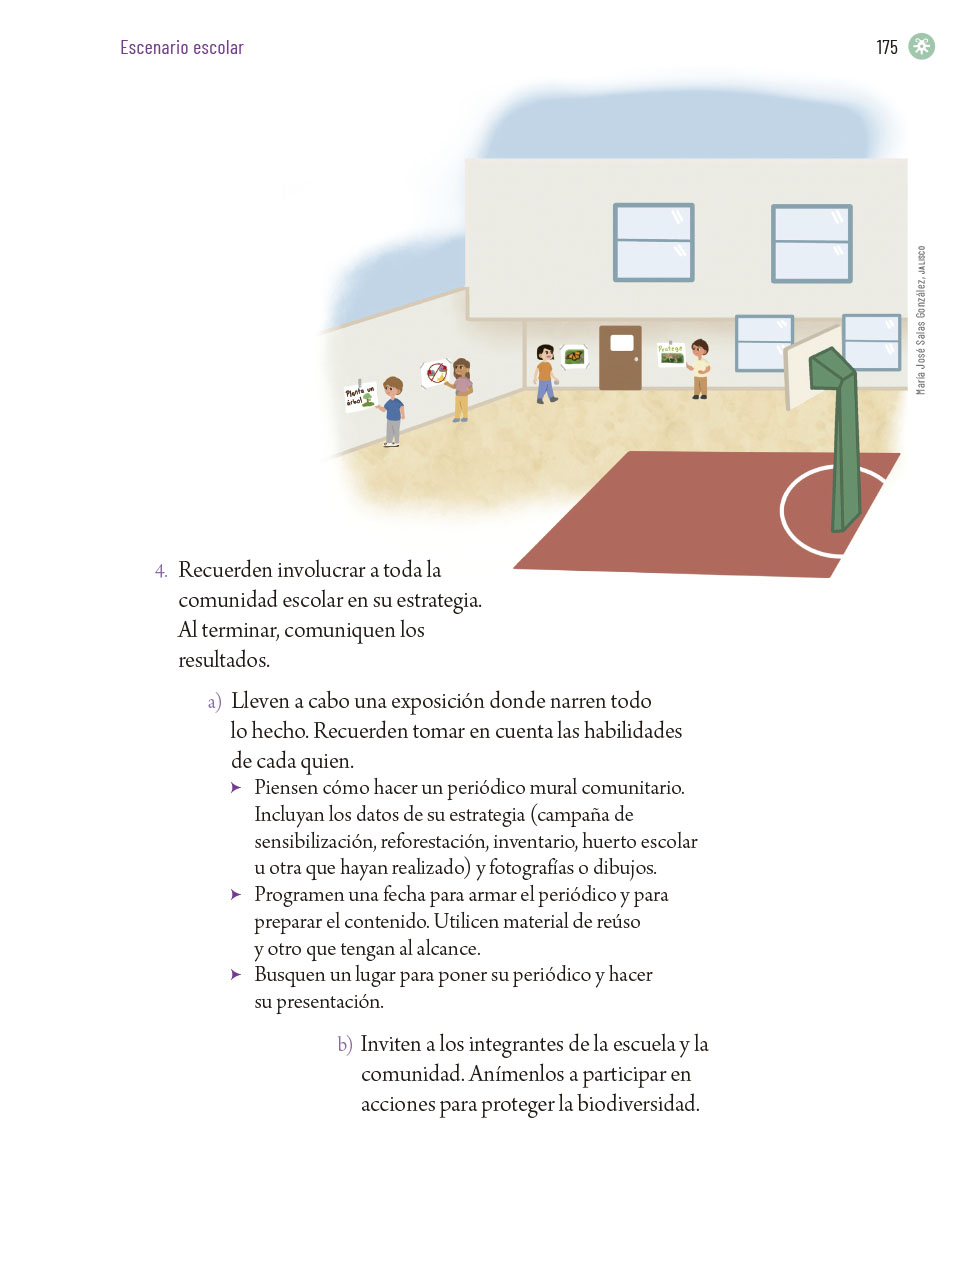 Escenario escolar
175
Planta un
árbol
Protege
María José Salas González, JALISCO
4. Recuerden involucrar a toda la
comunidad escolar en su estrategia.
Al terminar, comuniquen los
resultados.
a) Lleven a cabo una exposición donde narren todo
lo hecho. Recuerden tomar en cuenta las habilidades
de cada quien.
➤ Piensen cómo hacer un periódico mural comunitario.
Incluyan los datos de su estrategia (campaña de
sensibilización, reforestación, inventario, huerto escolar
u otra que hayan realizado) y fotografías o dibujos.
➤ Programen una fecha para armar el periódico y para
preparar el contenido. Utilicen material de reúso
y otro que tengan al alcance.
➤ Busquen un lugar para poner su periódico y hacer
su presentación.
b) Inviten a los integrantes de la escuela y la
comunidad. Anímenlos a participar en
acciones para proteger la biodiversidad.